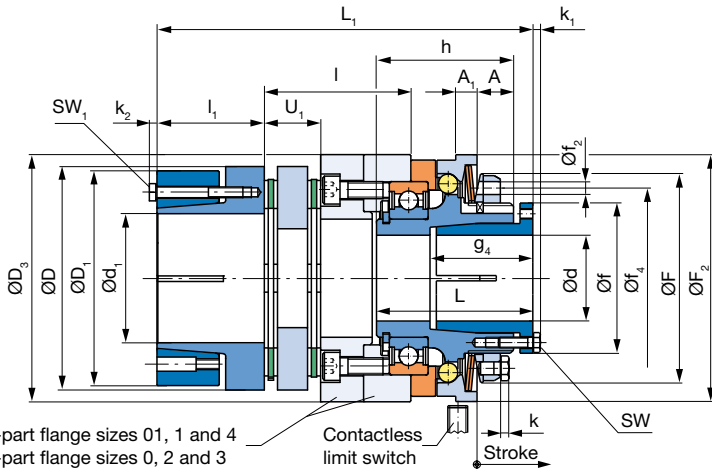 L₁
k₁
h
l
A₁
A
k₂
l₁
U₁
SW₁
Øf₂
ØD₃
ØD
ØD₁
Ød₁
g₄
L
Ød
Øf
Øf₄
ØF
ØF₂
k
SW
-part flange sizes 01, 1 and 4
-part flange sizes 0, 2 and 3
Contactless
limit switch
Stroke